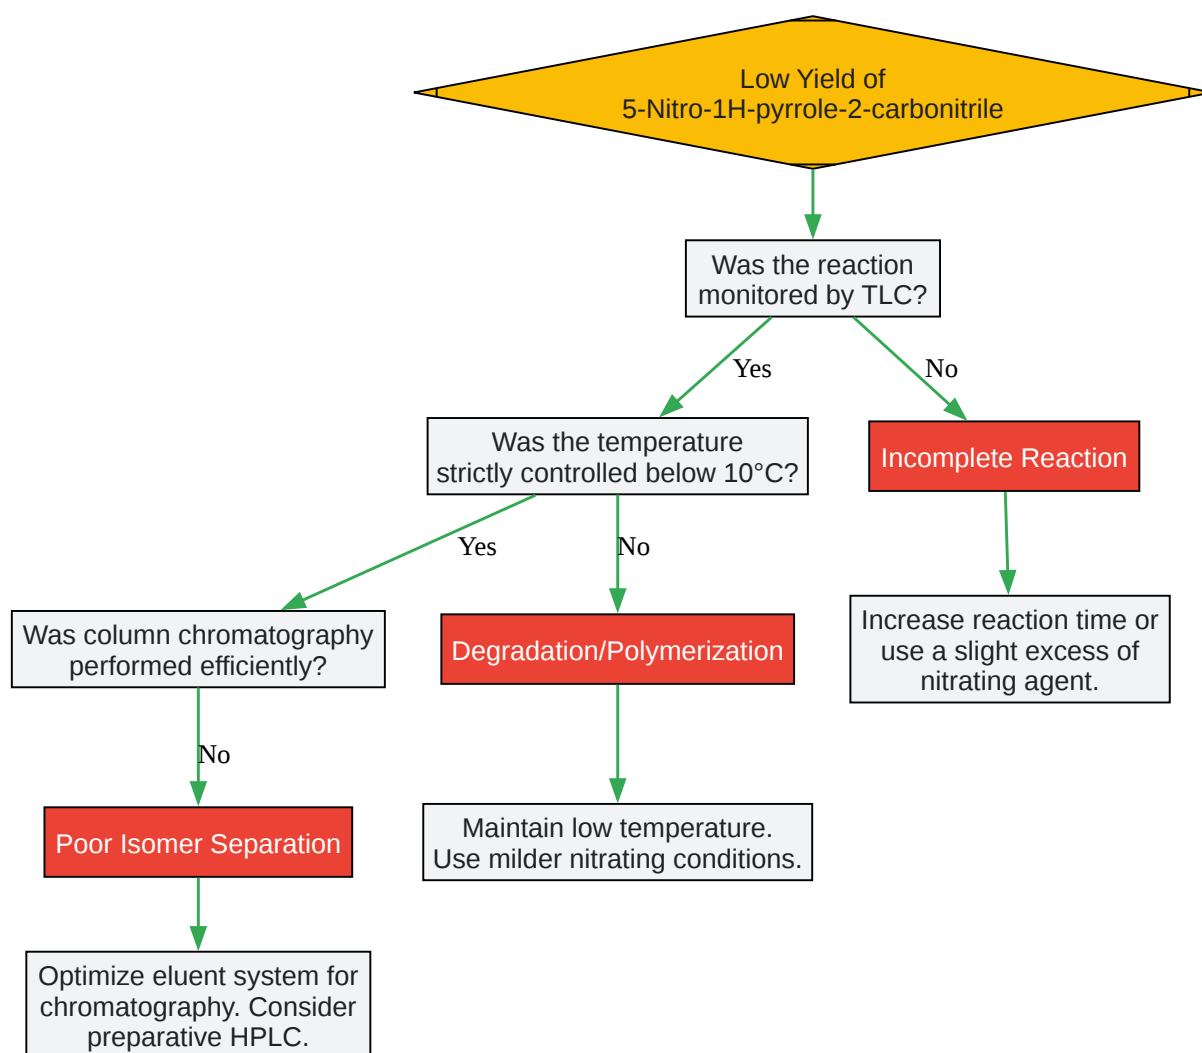 Low Yield of
5-Nitro-1H-pyrrole-2-carbonitrile
Was the reaction
monitored by TLC?
Yes
No
Was the temperature
strictly controlled below 10°C?
Incomplete Reaction
Yes
No
Was column chromatography
performed efficiently?
Degradation/Polymerization
Increase reaction time or
use a slight excess of
nitrating agent.
No
Poor Isomer Separation
Maintain low temperature.
Use milder nitrating conditions.
Optimize eluent system for
chromatography. Consider
preparative HPLC.